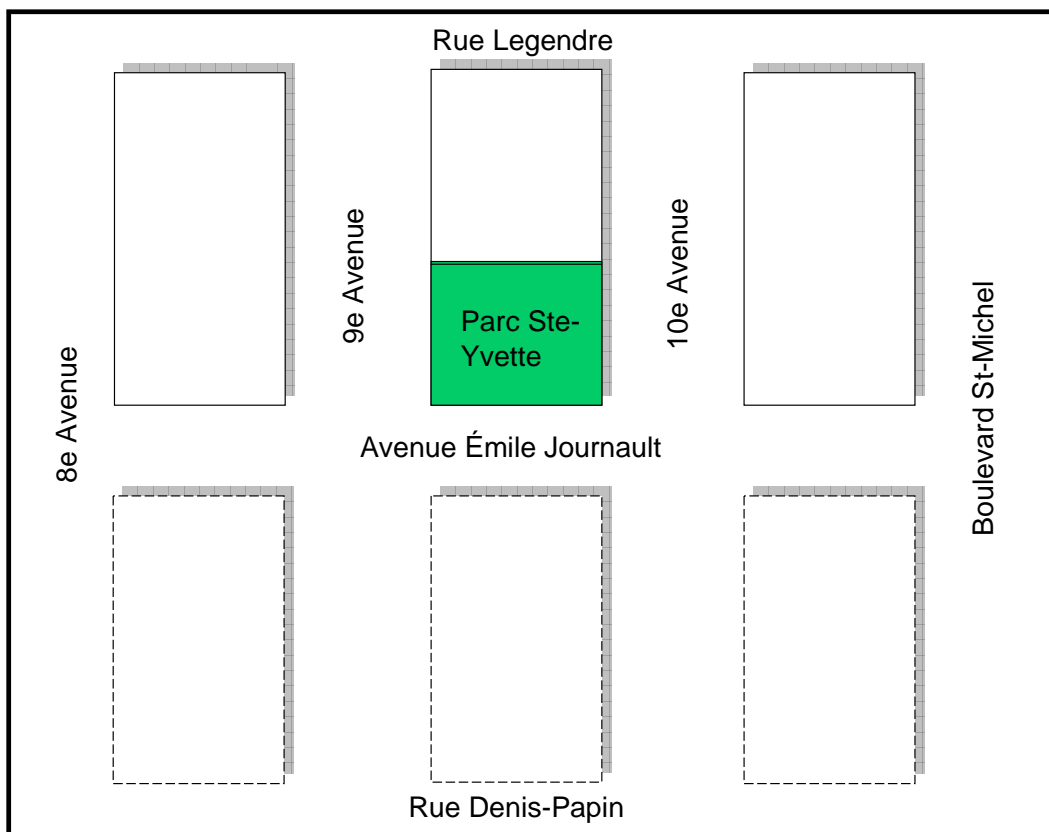 Rue Legendre
9e Avenue
10e Avenue
Parc Ste-
Yvette
8e Avenue
Boulevard St-Michel
Avenue Émile Journault
Rue Denis-Papin